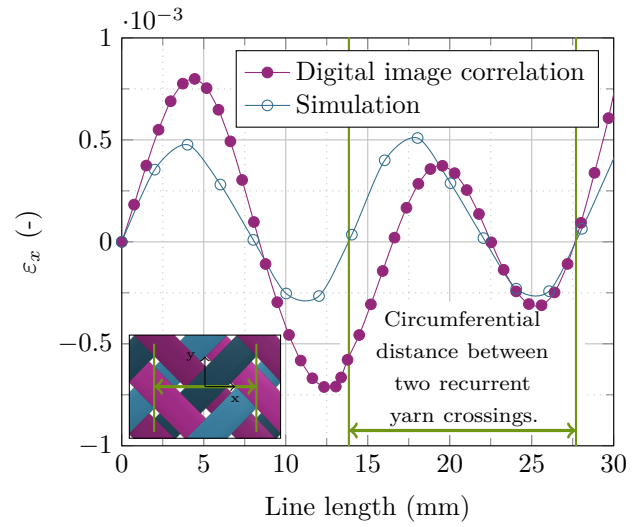 ·10⁻³
1
0.5
0
−0.5
−1
εₓ (-)
Digital image correlation
Simulation
Circumferential
distance between
two recurrent
yarn crossings.
y
x
0 5 10 15 20 25 30
Line length (mm)